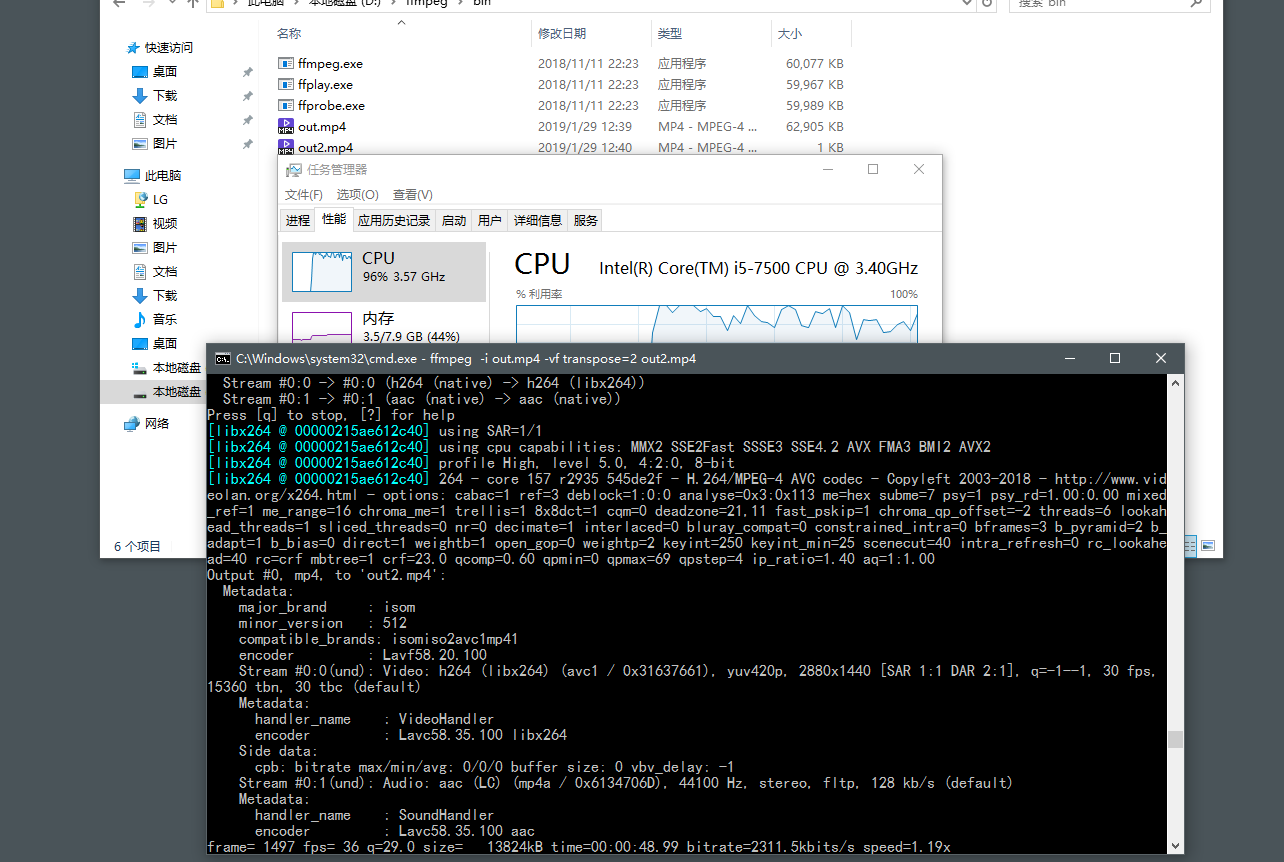 此电脑 › 本地磁盘 (D:) › ffmpeg › bin
搜索"bin"
名称 修改日期 类型 大小
快速访问
桌面
下载
文档
图片
此电脑
LG
视频
图片
文档
下载
音乐
桌面
本地磁盘
本地磁盘
网络
ffmpeg.exe 2018/11/11 22:23 应用程序 60,077 KB
ffplay.exe 2018/11/11 22:23 应用程序 59,967 KB
ffprobe.exe 2018/11/11 22:23 应用程序 59,989 KB
out.mp4 2019/1/29 12:39 MP4 - MPEG-4 ... 62,905 KB
out2.mp4 2019/1/29 12:40 MP4 - MPEG-4 ... 1 KB
6 个项目
任务管理器
文件(F) 选项(O) 查看(V)
进程 性能 应用历史记录 启动 用户 详细信息 服务
CPU
96% 3.57 GHz
内存
3.5/7.9 GB (44%)
CPU Intel(R) Core(TM) i5-7500 CPU @ 3.40GHz
% 利用率 100%
C:\Windows\system32\cmd.exe - ffmpeg  -i out.mp4 -vf transpose=2 out2.mp4
Stream #0:0 -> #0:0 (h264 (native) -> h264 (libx264))
Stream #0:1 -> #0:1 (aac (native) -> aac (native))
Press [q] to stop, [?] for help
[libx264 @ 00000215ae612c40] using SAR=1/1
[libx264 @ 00000215ae612c40] using cpu capabilities: MMX2 SSE2Fast SSSE3 SSE4.2 AVX FMA3 BMI2 AVX2
[libx264 @ 00000215ae612c40] profile High, level 5.0, 4:2:0, 8-bit
[libx264 @ 00000215ae612c40] 264 - core 157 r2935 545de2f - H.264/MPEG-4 AVC codec - Copyleft 2003-2018 - http://www.vid
eolan.org/x264.html - options: cabac=1 ref=3 deblock=1:0:0 analyse=0x3:0x113 me=hex subme=7 psy=1 psy_rd=1.00:0.00 mixed
_ref=1 me_range=16 chroma_me=1 trellis=1 8x8dct=1 cqm=0 deadzone=21,11 fast_pskip=1 chroma_qp_offset=-2 threads=6 lookah
ead_threads=1 sliced_threads=0 nr=0 decimate=1 interlaced=0 bluray_compat=0 constrained_intra=0 bframes=3 b_pyramid=2 b_
adapt=1 b_bias=0 direct=1 weightb=1 open_gop=0 weightp=2 keyint=250 keyint_min=25 scenecut=40 intra_refresh=0 rc_lookahe
ad=40 rc=crf mbtree=1 crf=23.0 qcomp=0.60 qpmin=0 qpmax=69 qpstep=4 ip_ratio=1.40 aq=1:1.00
Output #0, mp4, to 'out2.mp4':
Metadata:
major_brand     : isom
minor_version   : 512
compatible_brands: isomiso2avc1mp41
encoder         : Lavf58.20.100
Stream #0:0(und): Video: h264 (libx264) (avc1 / 0x31637661), yuv420p, 2880x1440 [SAR 1:1 DAR 2:1], q=-1--1, 30 fps,
15360 tbn, 30 tbc (default)
Metadata:
handler_name    : VideoHandler
encoder         : Lavc58.35.100 libx264
Side data:
cpb: bitrate max/min/avg: 0/0/0 buffer size: 0 vbv_delay: -1
Stream #0:1(und): Audio: aac (LC) (mp4a / 0x6134706D), 44100 Hz, stereo, fltp, 128 kb/s (default)
Metadata:
handler_name    : SoundHandler
encoder         : Lavc58.35.100 aac
frame= 1497 fps= 36 q=29.0 size=   13824kB time=00:00:48.99 bitrate=2311.5kbits/s speed=1.19x